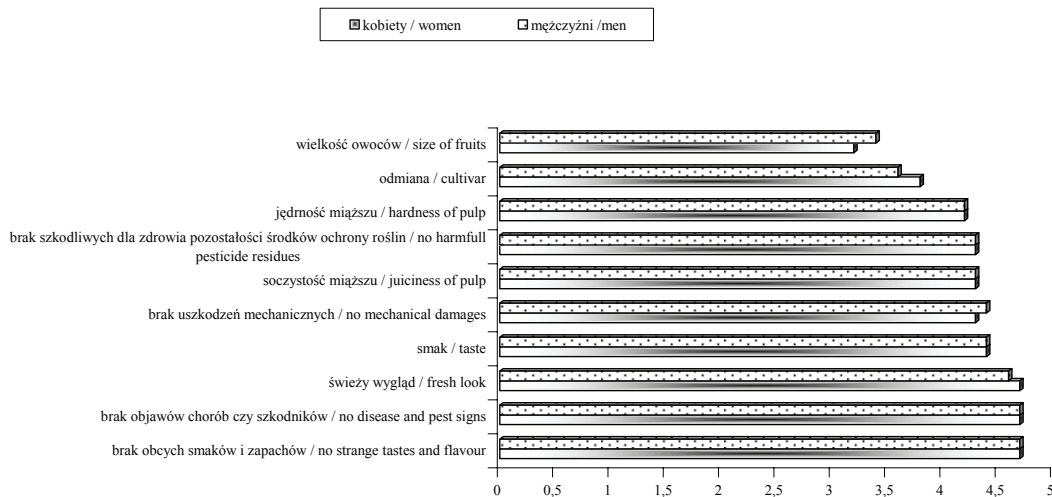 kobiety / women mężczyźni /men
wielkość owoców / size of fruits
odmiana / cultivar
jędrność miąższu / hardness of pulp
brak szkodliwych dla zdrowia pozostałości środków ochrony roślin / no harmfull
pesticide residues
soczystość miąższu / juiciness of pulp
brak uszkodzeń mechanicznych / no mechanical damages
smak / taste
świeży wygląd / fresh look
brak objawów chorób czy szkodników / no disease and pest signs
brak obcych smaków i zapachów / no strange tastes and flavour
0 0,5 1 1,5 2 2,5 3 3,5 4 4,5 5